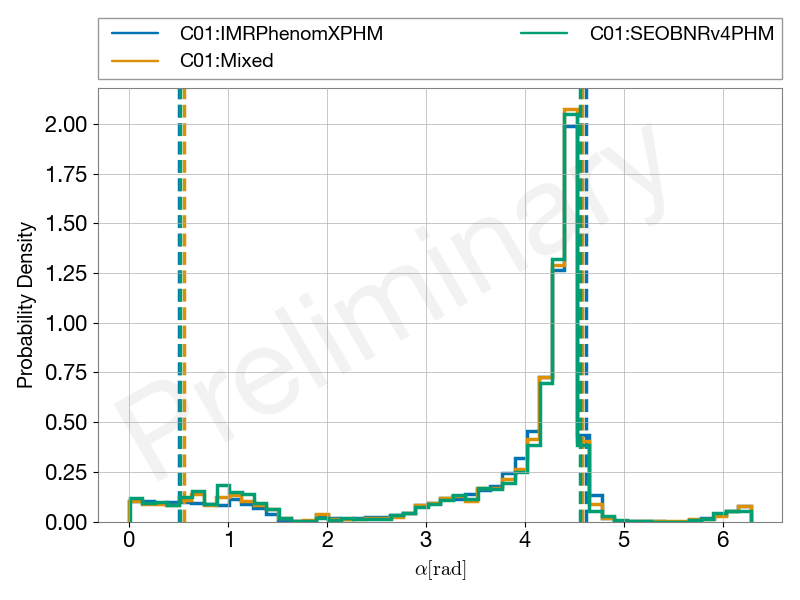 C01:IMRPhenomXPHM
C01:SEOBNRv4PHM
C01:Mixed
2.00
1.75
1.50
1.25
1.00
0.75
0.50
0.25
0.00
Probability Density
Preliminary
0 1 2 3 4 5 6
α[rad]